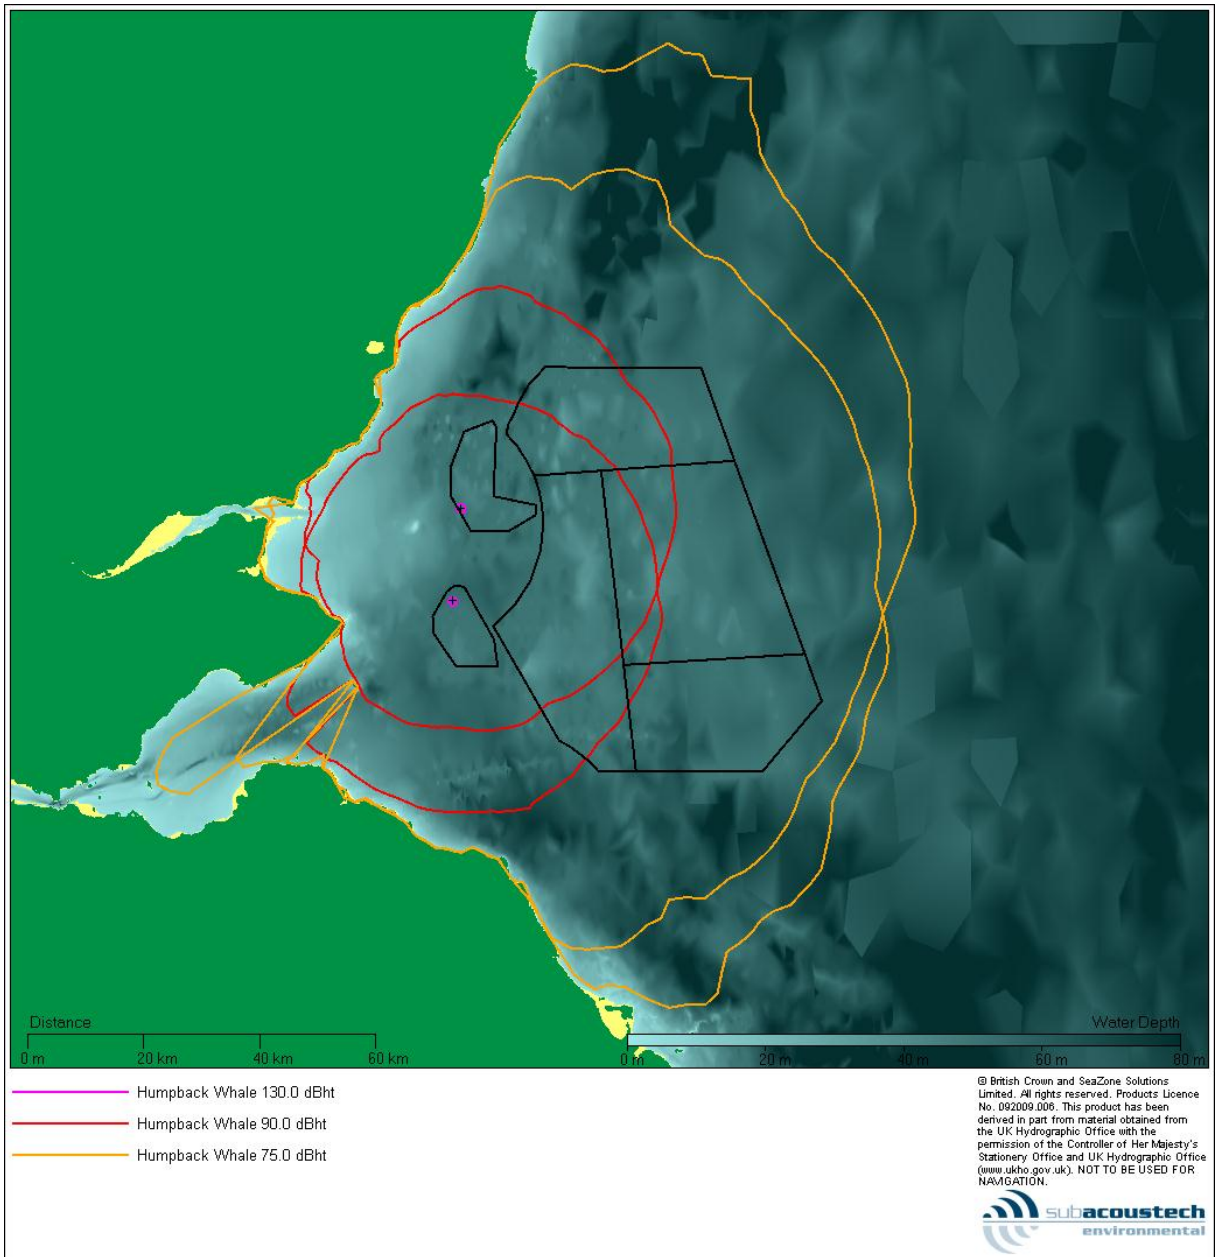 Distance
0 m 20 km 40 km 60 km
Water Depth
0 m 20 m 40 m 60 m 80 m
Humpback Whale 130.0 dBht
Humpback Whale 90.0 dBht
Humpback Whale 75.0 dBht
© British Crown and SeaZone Solutions
Limited. All rights reserved. Products Licence
No. 092009.006. This product has been
derived in part from material obtained from
the UK Hydrographic Office with the
permission of the Controller of Her Majesty's
Stationery Office and UK Hydrographic Office
(www.ukho.gov.uk). NOT TO BE USED FOR
NAVIGATION.
subacoustech
environmental